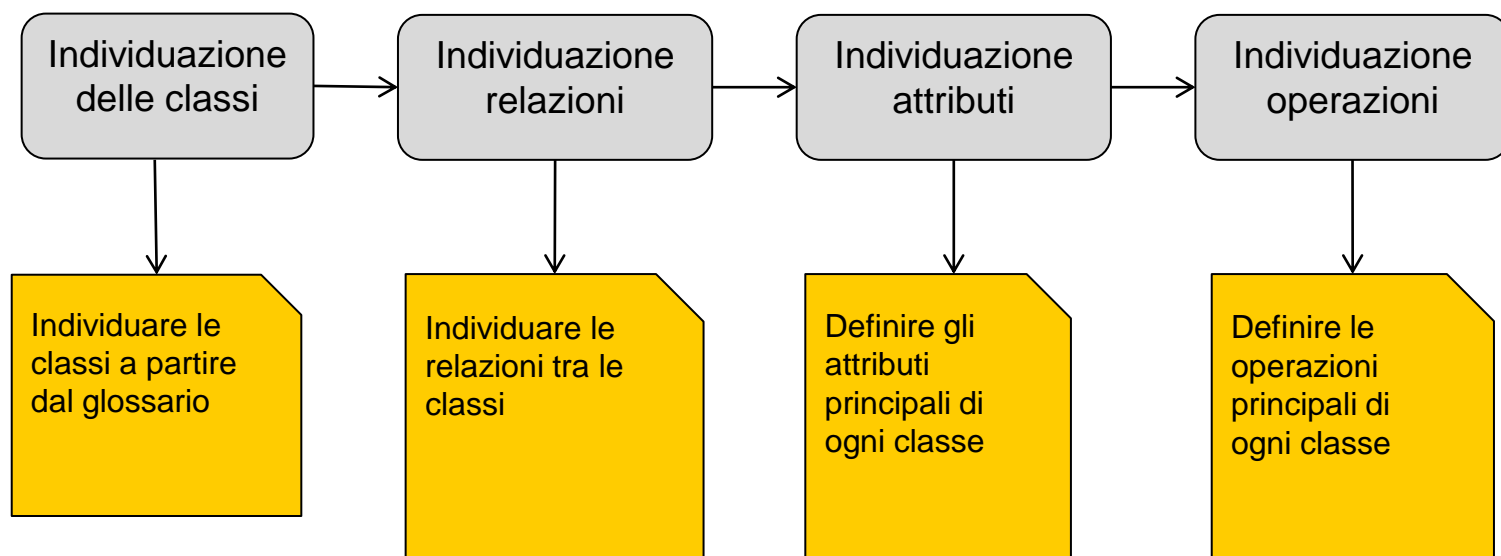 Individuazione
delle classi
Individuazione
relazioni
Individuazione
attributi
Individuazione
operazioni
Individuare le
classi a partire
dal glossario
Individuare le
relazioni tra le
classi
Definire gli
attributi
principali di
ogni classe
Definire le
operazioni
principali di
ogni classe